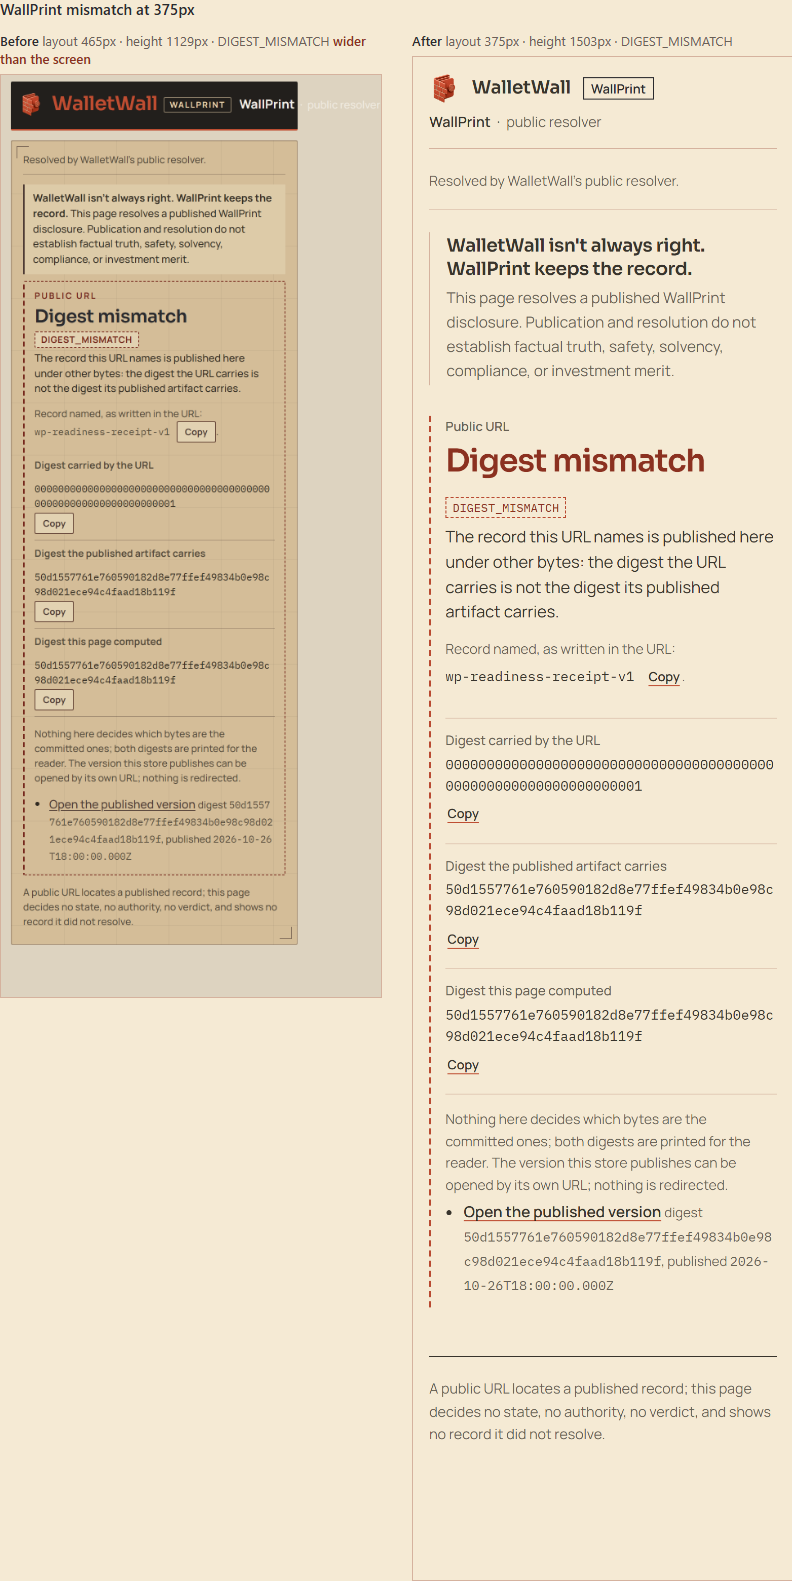 WallPrint mismatch at 375px
Before layout 465px · height 1129px · DIGEST_MISMATCH wider
than the screen
WalletWall WALLPRINT WallPrint · public resolver
Resolved by WalletWall's public resolver.
WalletWall isn't always right. WallPrint keeps the
record. This page resolves a published WallPrint
disclosure. Publication and resolution do not
establish factual truth, safety, solvency,
compliance, or investment merit.
PUBLIC URL
Digest mismatch
DIGEST_MISMATCH
The record this URL names is published here
under other bytes: the digest the URL carries is
not the digest its published artifact carries.
Record named, as written in the URL:
wp-readiness-receipt-v1 Copy.
Digest carried by the URL
0000000000000000000000000000000000000000
000000000000000000000001
Copy
Digest the published artifact carries
50d1557761e760590182d8e77ffef49834b0e98c
98d021ece94c4faad18b119f
Copy
Digest this page computed
50d1557761e760590182d8e77ffef49834b0e98c
98d021ece94c4faad18b119f
Copy
Nothing here decides which bytes are the
committed ones; both digests are printed for the
reader. The version this store publishes can be
opened by its own URL; nothing is redirected.
• Open the published version digest 50d1557
761e760590182d8e77ffef49834b0e98c98d02
1ece94c4faad18b119f, published 2026-10-26
T18:00:00.000Z
A public URL locates a published record; this page
decides no state, no authority, no verdict, and shows no
record it did not resolve.
After layout 375px · height 1503px · DIGEST_MISMATCH
WalletWall WallPrint
WallPrint · public resolver
Resolved by WalletWall's public resolver.
WalletWall isn't always right.
WallPrint keeps the record.
This page resolves a published WallPrint
disclosure. Publication and resolution do not
establish factual truth, safety, solvency,
compliance, or investment merit.
Public URL
Digest mismatch
DIGEST_MISMATCH
The record this URL names is published here
under other bytes: the digest the URL
carries is not the digest its published
artifact carries.
Record named, as written in the URL:
wp-readiness-receipt-v1 Copy.
Digest carried by the URL
0000000000000000000000000000000000000000
000000000000000000000001
Copy
Digest the published artifact carries
50d1557761e760590182d8e77ffef49834b0e98c
98d021ece94c4faad18b119f
Copy
Digest this page computed
50d1557761e760590182d8e77ffef49834b0e98c
98d021ece94c4faad18b119f
Copy
Nothing here decides which bytes are the
committed ones; both digests are printed for the
reader. The version this store publishes can be
opened by its own URL; nothing is redirected.
• Open the published version digest
50d1557761e760590182d8e77ffef49834b0e98
c98d021ece94c4faad18b119f, published 2026-
10-26T18:00:00.000Z
A public URL locates a published record; this page
decides no state, no authority, no verdict, and shows
no record it did not resolve.